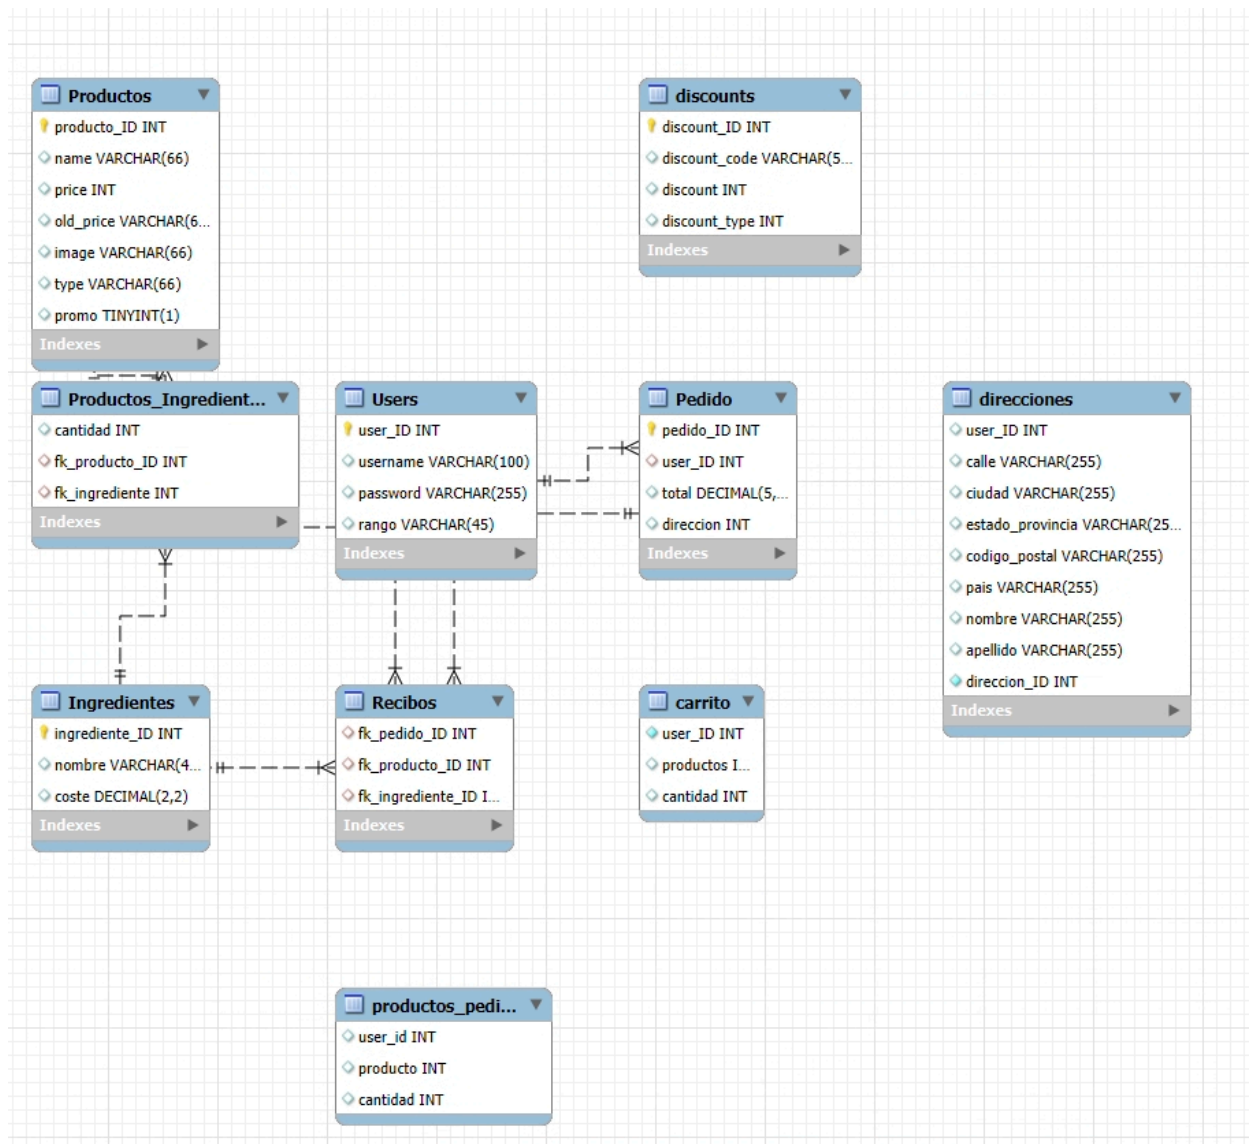 Productos
producto_ID INT
name VARCHAR(66)
price INT
old_price VARCHAR(6...
image VARCHAR(66)
type VARCHAR(66)
promo TINYINT(1)
Indexes
discounts
discount_ID INT
discount_code VARCHAR(5...
discount INT
discount_type INT
Indexes
Productos_Ingredient...
cantidad INT
fk_producto_ID INT
fk_ingrediente INT
Indexes
Users
user_ID INT
username VARCHAR(100)
password VARCHAR(255)
rango VARCHAR(45)
Indexes
Pedido
pedido_ID INT
user_ID INT
total DECIMAL(5,...
direccion INT
Indexes
direcciones
user_ID INT
calle VARCHAR(255)
ciudad VARCHAR(255)
estado_provincia VARCHAR(25...
codigo_postal VARCHAR(255)
pais VARCHAR(255)
nombre VARCHAR(255)
apellido VARCHAR(255)
direccion_ID INT
Indexes
Ingredientes
ingrediente_ID INT
nombre VARCHAR(4...
coste DECIMAL(2,2)
Indexes
Recibos
fk_pedido_ID INT
fk_producto_ID INT
fk_ingrediente_ID I...
Indexes
carrito
user_ID INT
productos I...
cantidad INT
productos_pedi...
user_id INT
producto INT
cantidad INT